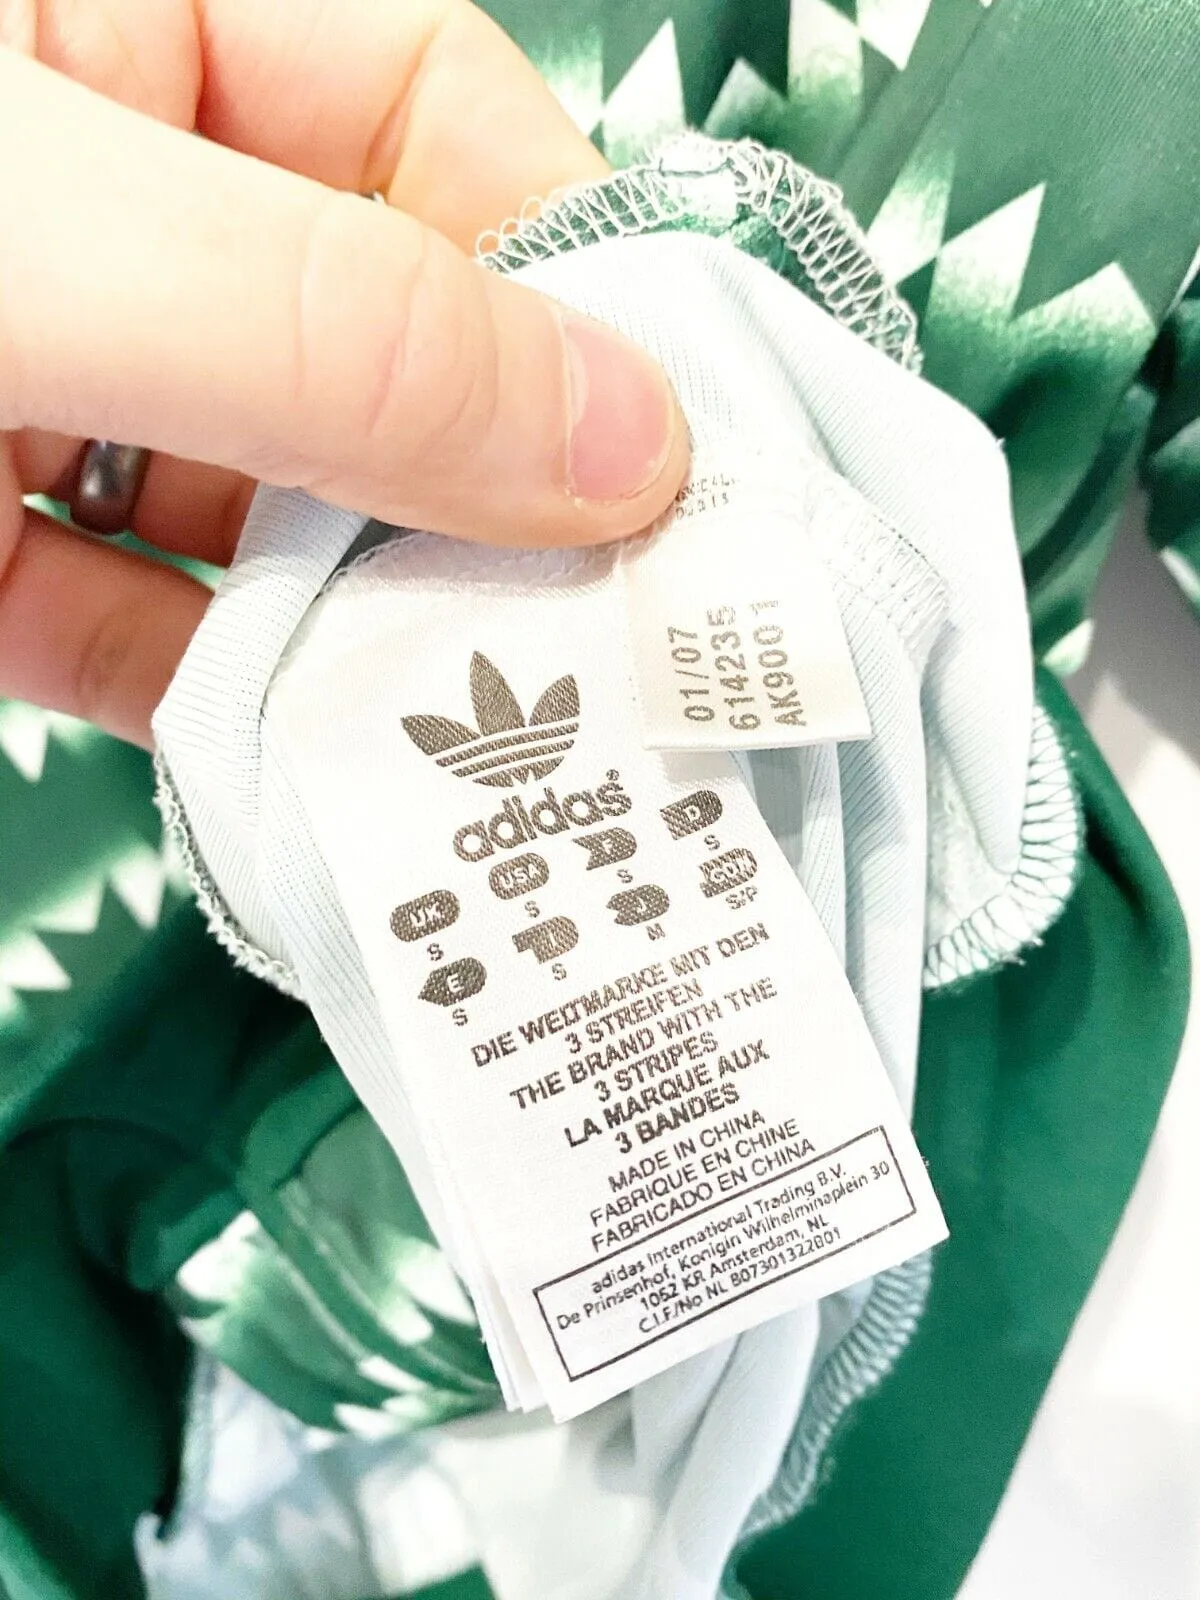 01/07
614235
AK9001
adidas®
UK USA F D
S S S S
E I J CDN
S S M S/P
DIE WELTMARKE MIT DEN
3 STREIFEN
THE BRAND WITH THE
3 STRIPES
LA MARQUE AUX
3 BANDES
MADE IN CHINA
FABRIQUE EN CHINE
FABRICADO EN CHINA
adidas International Trading B.V.
De Prinsenhof, Konigin Wilhelminaplein 30
1062 KR Amsterdam, NL
C.I.F./No NL 807301322B01